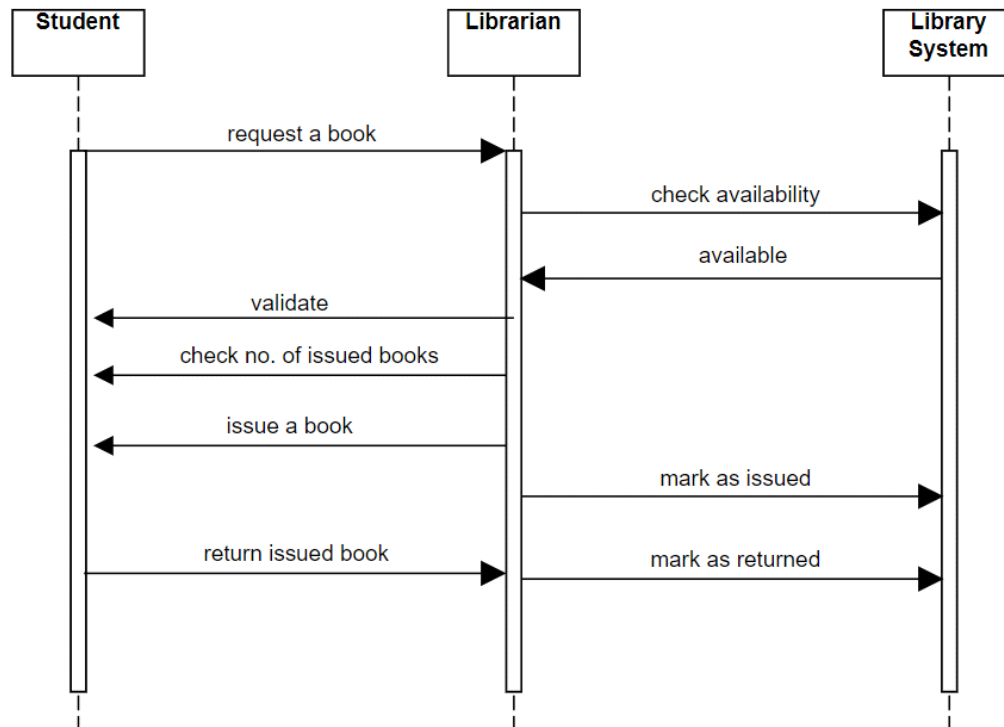 Student
Librarian
Library
System
request a book
check availability
available
validate
check no. of issued books
issue a book
mark as issued
return issued book
mark as returned